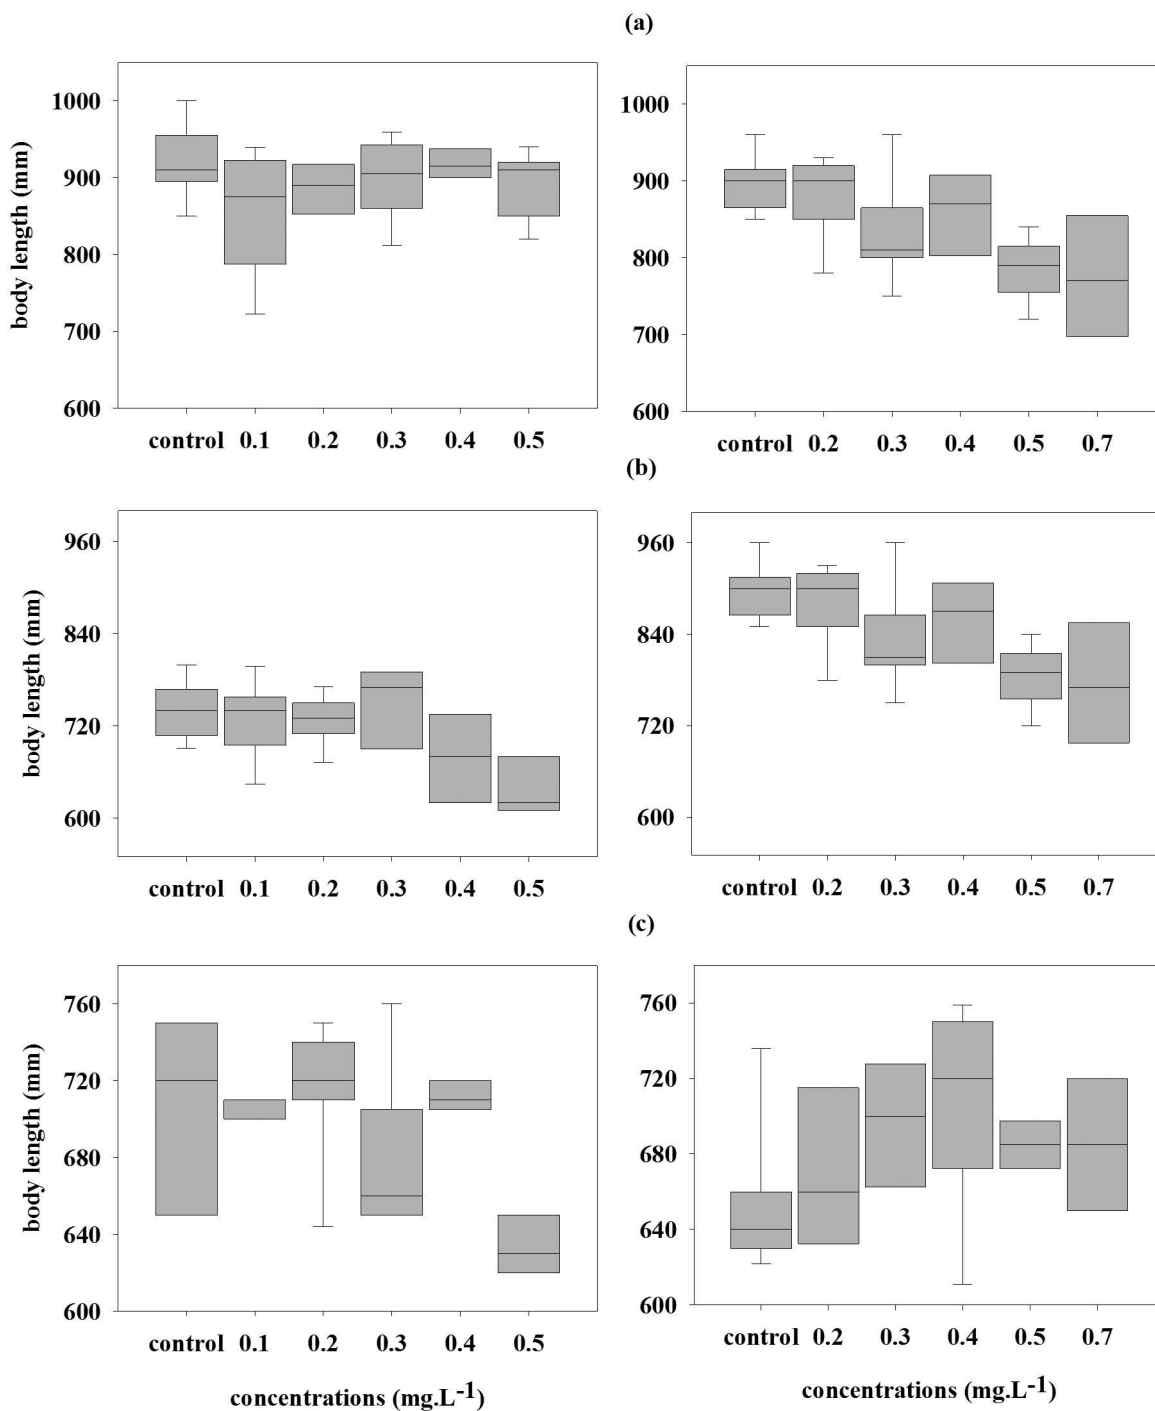 (a)
body length (mm)
1000
900
800
700
600
control 0.1 0.2 0.3 0.4 0.5
1000
900
800
700
600
control 0.2 0.3 0.4 0.5 0.7
(b)
body length (mm)
960
840
720
600
control 0.1 0.2 0.3 0.4 0.5
960
840
720
600
control 0.2 0.3 0.4 0.5 0.7
(c)
body length (mm)
760
720
680
640
600
control 0.1 0.2 0.3 0.4 0.5
concentrations (mg.L-1)
760
720
680
640
600
control 0.2 0.3 0.4 0.5 0.7
concentrations (mg.L-1)